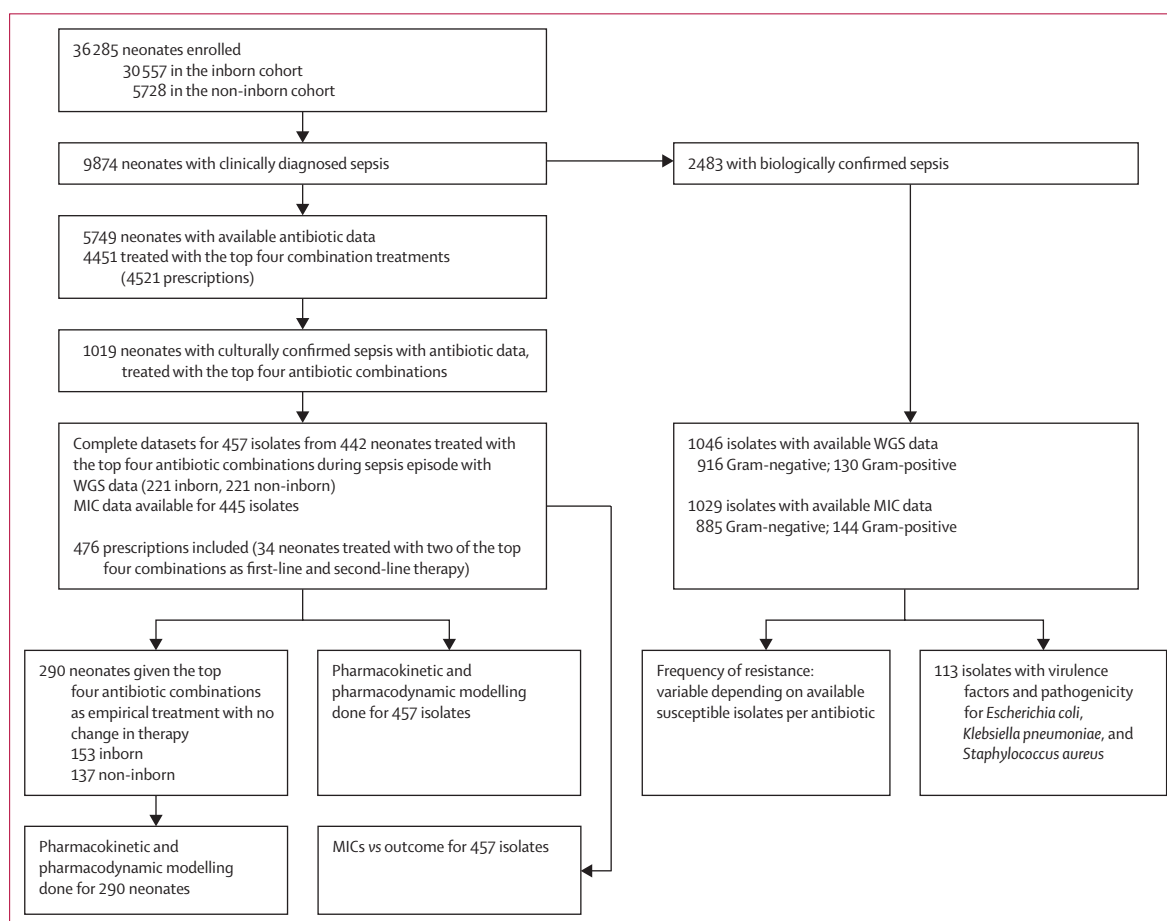 36 285 neonates enrolled
30 557 in the inborn cohort
5728 in the non-inborn cohort
9874 neonates with clinically diagnosed sepsis
2483 with biologically confirmed sepsis
5749 neonates with available antibiotic data
4451 treated with the top four combination treatments
(4521 prescriptions)
1019 neonates with culturally confirmed sepsis with antibiotic data,
treated with the top four antibiotic combinations
Complete datasets for 457 isolates from 442 neonates treated with
the top four antibiotic combinations during sepsis episode with
WGS data (221 inborn, 221 non-inborn)
MIC data available for 445 isolates
476 prescriptions included (34 neonates treated with two of the top
four combinations as first-line and second-line therapy)
1046 isolates with available WGS data
916 Gram-negative; 130 Gram-positive
1029 isolates with available MIC data
885 Gram-negative; 144 Gram-positive
290 neonates given the top
four antibiotic combinations
as empirical treatment with no
change in therapy
153 inborn
137 non-inborn
Pharmacokinetic and
pharmacodynamic modelling
done for 457 isolates
Frequency of resistance:
variable depending on available
susceptible isolates per antibiotic
113 isolates with virulence
factors and pathogenicity
for Escherichia coli,
Klebsiella pneumoniae, and
Staphylococcus aureus
Pharmacokinetic and
pharmacodynamic modelling
done for 290 neonates
MICs vs outcome for 457 isolates